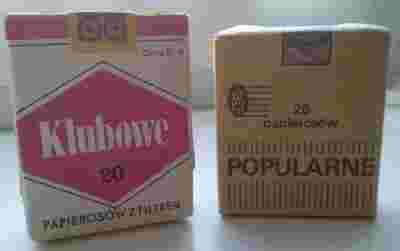 Klubowe
20
PAPIEROSÓW Z FILTREM
20
papierosów
POPULARNE